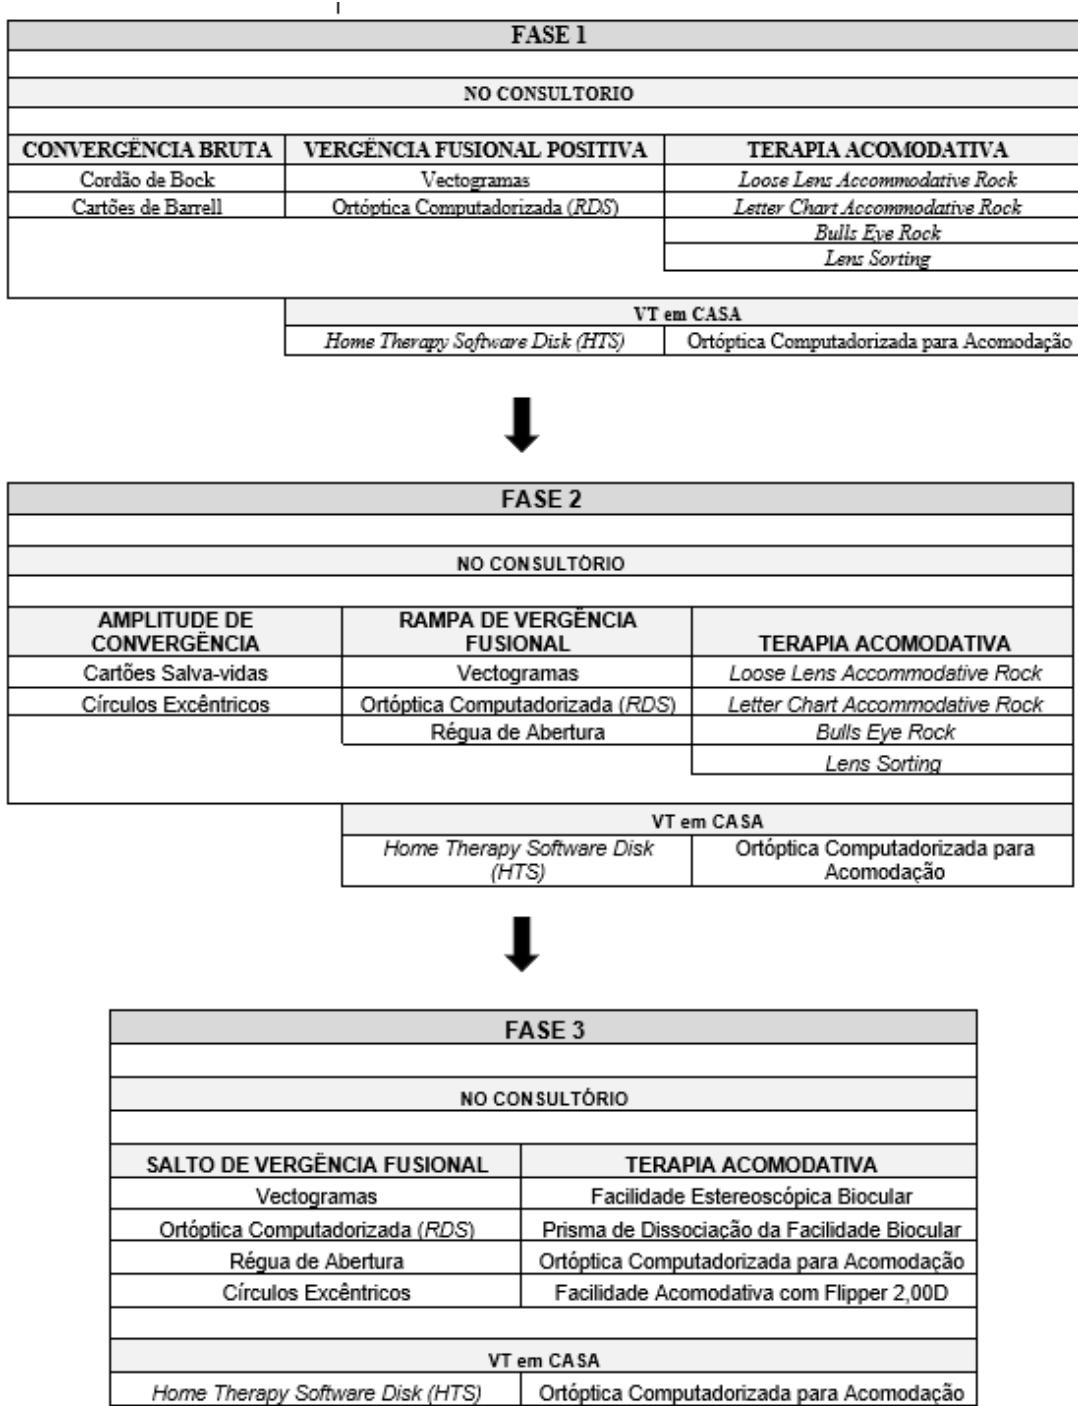 FASE 1
NO CONSULTORIO
CONVERGÊNCIA BRUTA VERGÊNCIA FUSIONAL POSITIVA TERAPIA ACOMODATIVA
Cordão de Bock Vectogramas Loose Lens Accommodative Rock
Cartões de Barrell Ortóptica Computadorizada (RDS) Letter Chart Accommodative Rock
Bulls Eye Rock
Lens Sorting
VT em CASA
Home Therapy Software Disk (HTS) Ortóptica Computadorizada para Acomodação
FASE 2
NO CONSULTÓRIO
AMPLITUDE DE CONVERGÊNCIA RAMPA DE VERGÊNCIA FUSIONAL TERAPIA ACOMODATIVA
Cartões Salva-vidas Vectogramas Loose Lens Accommodative Rock
Círculos Excêntricos Ortóptica Computadorizada (RDS) Letter Chart Accommodative Rock
Régua de Abertura Bulls Eye Rock
Lens Sorting
VT em CASA
Home Therapy Software Disk (HTS) Ortóptica Computadorizada para Acomodação
FASE 3
NO CONSULTÓRIO
SALTO DE VERGÊNCIA FUSIONAL TERAPIA ACOMODATIVA
Vectogramas Facilidade Estereoscópica Biocular
Ortóptica Computadorizada (RDS) Prisma de Dissociação da Facilidade Biocular
Régua de Abertura Ortóptica Computadorizada para Acomodação
Círculos Excêntricos Facilidade Acomodativa com Flipper 2,00D
VT em CASA
Home Therapy Software Disk (HTS) Ortóptica Computadorizada para Acomodação